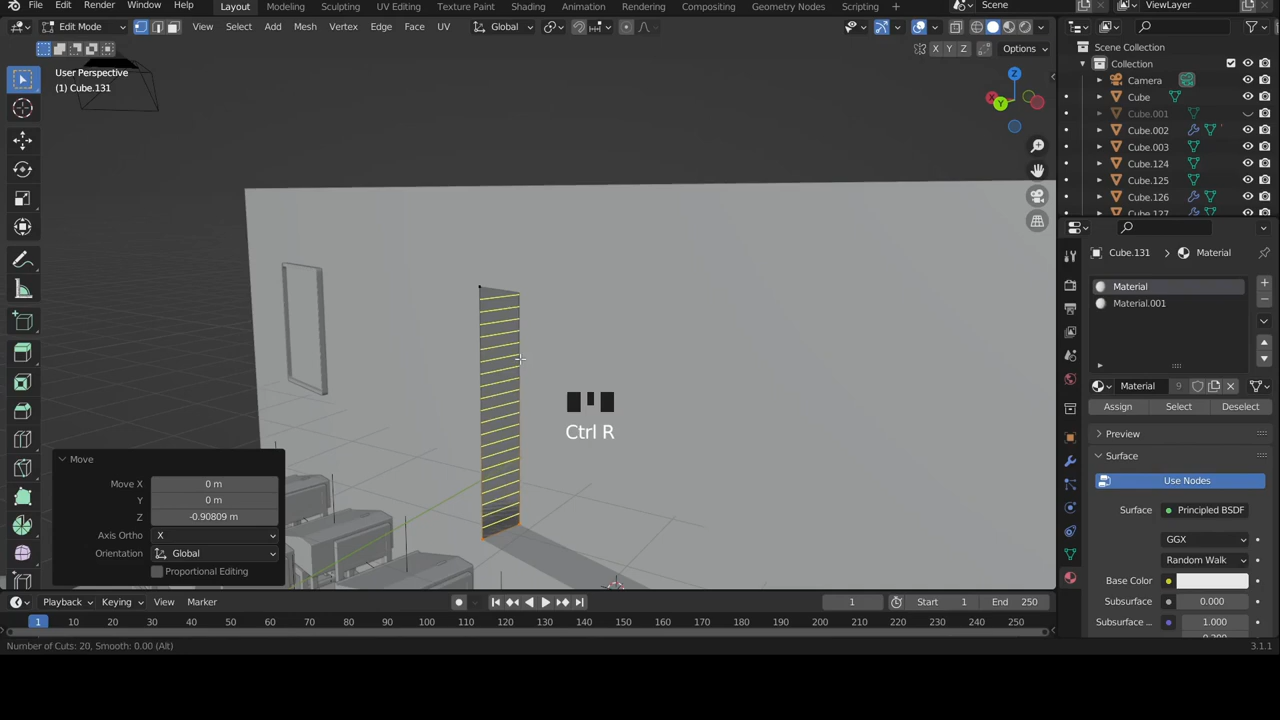 File Edit Render Window Help Layout Modeling Sculpting UV Editing Texture Paint Shading Animation Rendering Compositing Geometry Nodes Scripting + Scene ViewLayer
Edit Mode View Select Add Mesh Vertex Edge Face UV Global
X Y Z Options
User Perspective
(1) Cube.131
Z
X
Y
Scene Collection
Collection
Camera
Cube
Cube.001
Cube.002
Cube.003
Cube.124
Cube.125
Cube.126
Cube.127
Cube.131 > Material
Material
Material.001
Material 9
Assign Select Deselect
Preview
Surface
Use Nodes
Surface Principled BSDF
GGX
Random Walk
Base Color
Subsurface 0.000
Subsurface ... 1.000
0.200
Ctrl R
Move
Move X 0 m
Y 0 m
Z -0.90809 m
Axis Ortho X
Orientation Global
Proportional Editing
Playback Keying View Marker 1 Start 1 End 250
1 10 20 30 40 50 60 70 80 90 100 110 120 130 140 150 160 170 180 190 200 210 220 230 240 250
Number of Cuts: 20, Smooth: 0.00 (Alt) 3.1.1